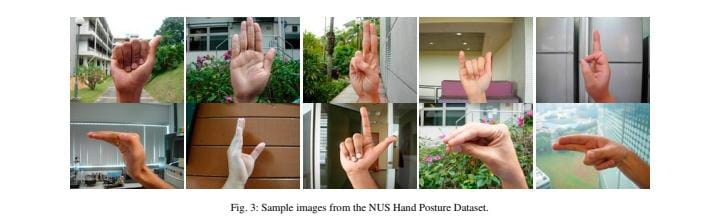 Fig. 3: Sample images from the NUS Hand Posture Dataset.